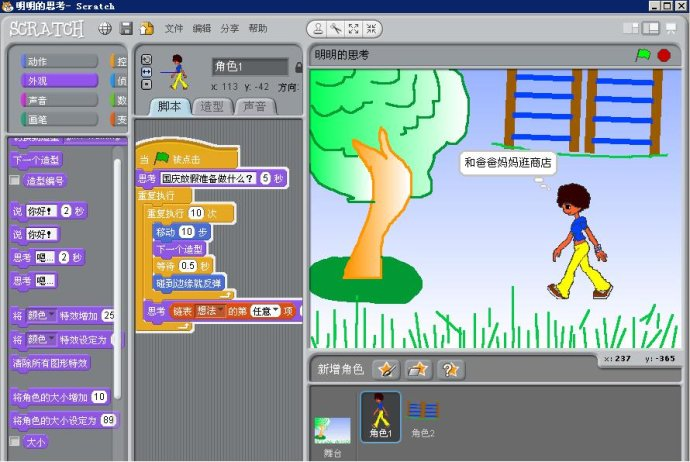 明明的思考- Scratch
SCRATCH
文件 编辑 分享 帮助
动作
控
外观
侦
声音
数
画笔
变
角色1
x: 113 y: -42 方向:
脚本 造型 声音
明明的思考
下一个造型
造型编号
说 你好! 2 秒
说 你好!
思考 嗯... 2 秒
思考 嗯...
将 颜色 特效增加 25
将 颜色 特效设定为
清除所有图形特效
将角色的大小增加 10
将角色的大小设定为 89
大小
当 被点击
思考 国庆放假准备做什么? 5 秒
重复执行
重复执行 10 次
移动 10 步
下一个造型
等待 0.5 秒
碰到边缘就反弹
思考 链表 想法 的第 任意 项
和爸爸妈妈逛商店
x: 237 y: -365
新增角色
舞台
角色1
角色2